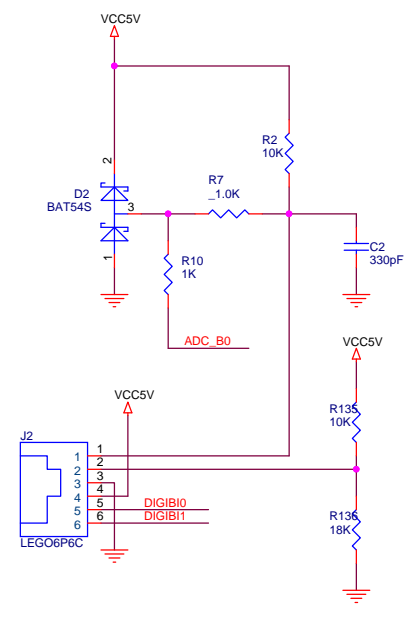 VCC5V
R2
10K
2
D2
BAT54S
3
R7
_1.0K
1
R10
1K
C2
330pF
ADC_B0
VCC5V
R135
10K
VCC5V
J2
1 1
2 2
3 3
4 4
5 5 DIGIBI0
6 6 DIGIBI1
LEGO6P6C
R136
18K